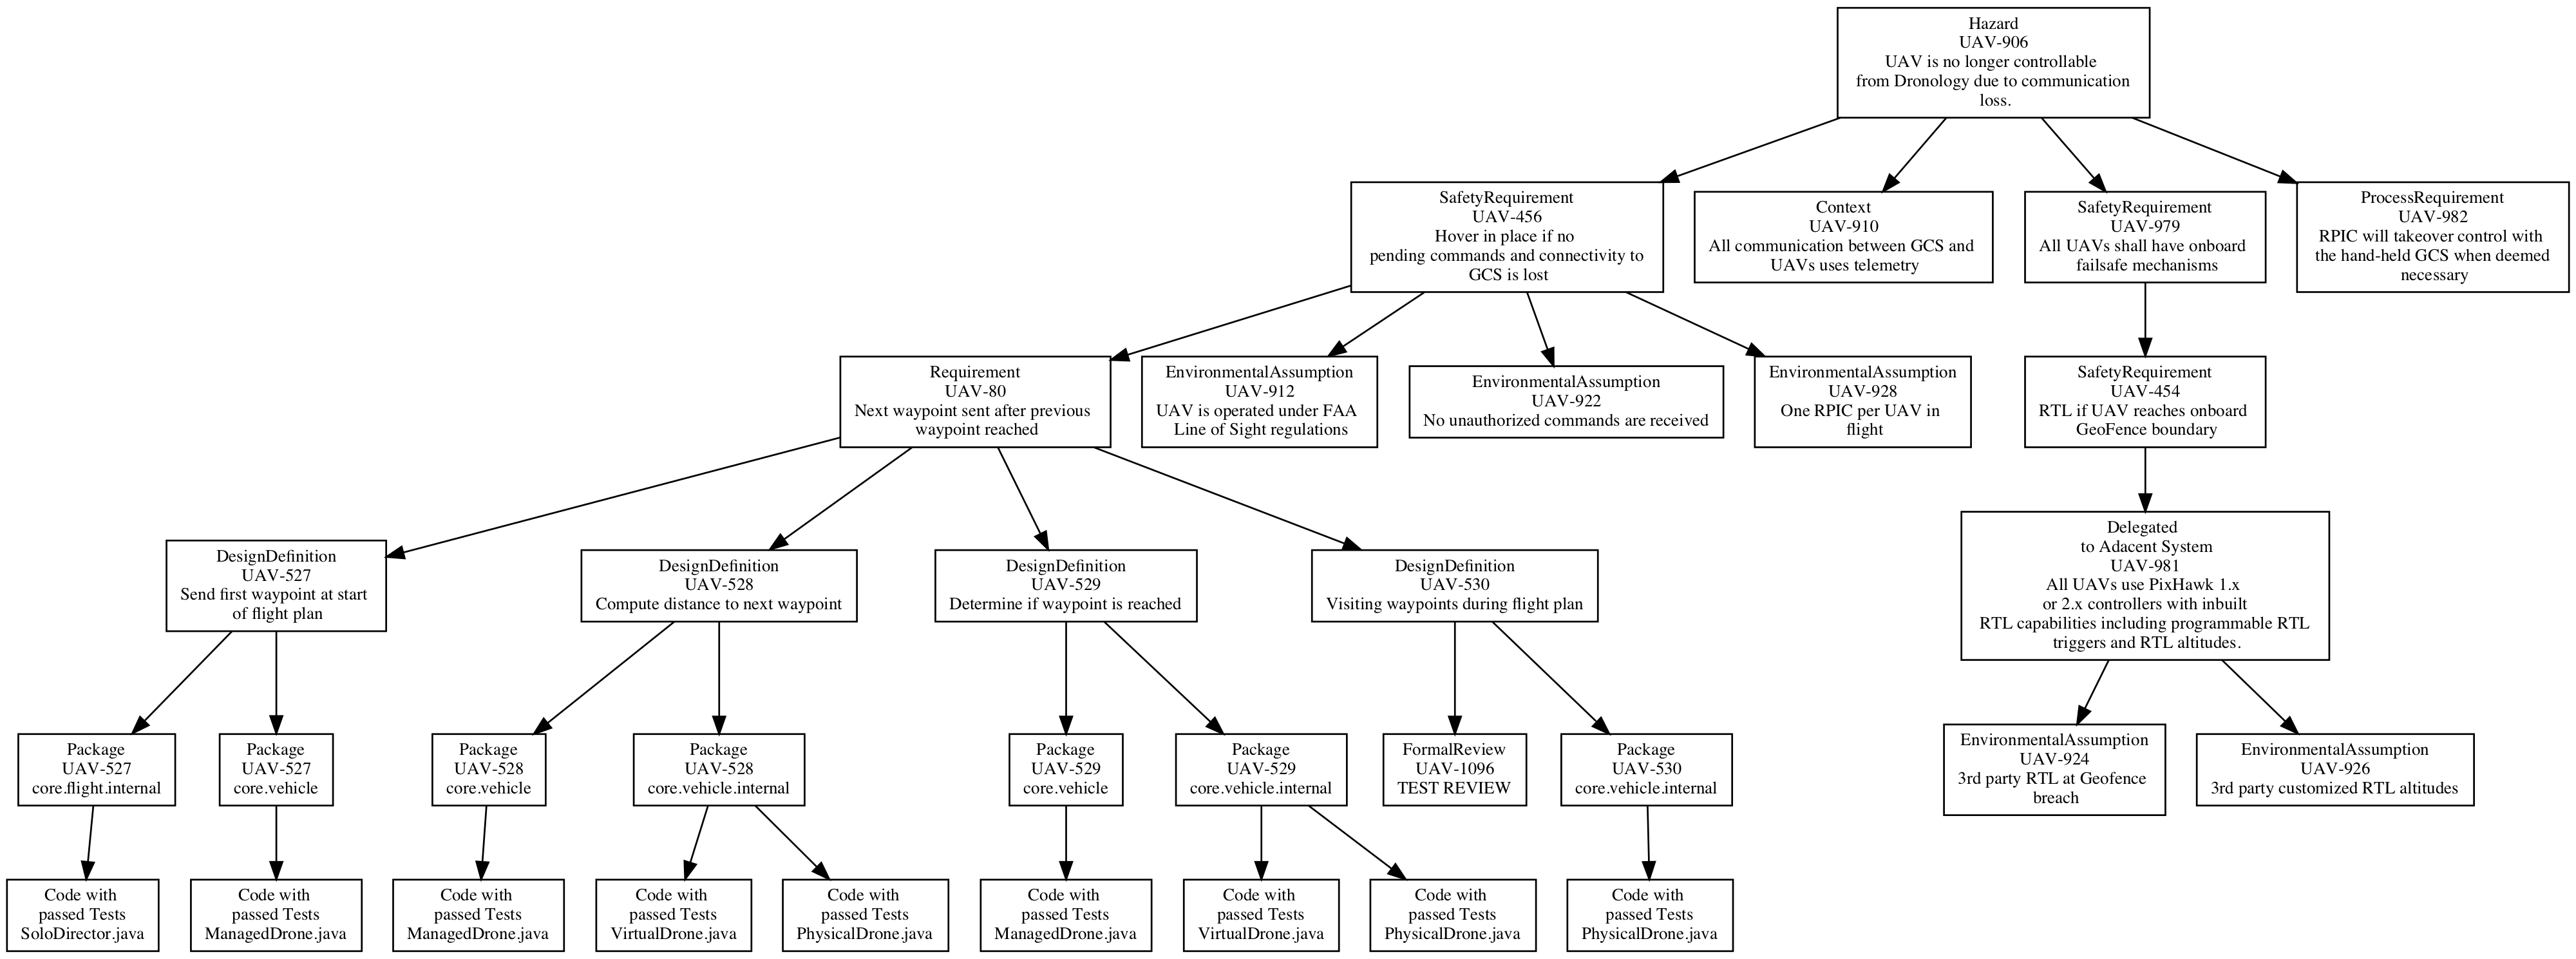 Hazard
UAV-906
UAV is no longer controllable
from Dronology due to communication
loss.
SafetyRequirement
UAV-456
Hover in place if no
pending commands and connectivity to
GCS is lost
Context
UAV-910
All communication between GCS and
UAVs uses telemetry
SafetyRequirement
UAV-979
All UAVs shall have onboard
failsafe mechanisms
ProcessRequirement
UAV-982
RPIC will takeover control with
the hand-held GCS when deemed
necessary
Requirement
UAV-80
Next waypoint sent after previous
waypoint reached
EnvironmentalAssumption
UAV-912
UAV is operated under FAA
Line of Sight regulations
EnvironmentalAssumption
UAV-922
No unauthorized commands are received
EnvironmentalAssumption
UAV-928
One RPIC per UAV in
flight
SafetyRequirement
UAV-454
RTL if UAV reaches onboard
GeoFence boundary
DesignDefinition
UAV-527
Send first waypoint at start
of flight plan
DesignDefinition
UAV-528
Compute distance to next waypoint
DesignDefinition
UAV-529
Determine if waypoint is reached
DesignDefinition
UAV-530
Visiting waypoints during flight plan
Delegated
to Adacent System
UAV-981
All UAVs use PixHawk 1.x
or 2.x controllers with inbuilt
RTL capabilities including programmable RTL
triggers and RTL altitudes.
Package
UAV-527
core.flight.internal
Package
UAV-527
core.vehicle
Package
UAV-528
core.vehicle
Package
UAV-528
core.vehicle.internal
Package
UAV-529
core.vehicle
Package
UAV-529
core.vehicle.internal
FormalReview
UAV-1096
TEST REVIEW
Package
UAV-530
core.vehicle.internal
EnvironmentalAssumption
UAV-924
3rd party RTL at Geofence
breach
EnvironmentalAssumption
UAV-926
3rd party customized RTL altitudes
Code with
passed Tests
SoloDirector.java
Code with
passed Tests
ManagedDrone.java
Code with
passed Tests
ManagedDrone.java
Code with
passed Tests
VirtualDrone.java
Code with
passed Tests
PhysicalDrone.java
Code with
passed Tests
ManagedDrone.java
Code with
passed Tests
VirtualDrone.java
Code with
passed Tests
PhysicalDrone.java
Code with
passed Tests
PhysicalDrone.java